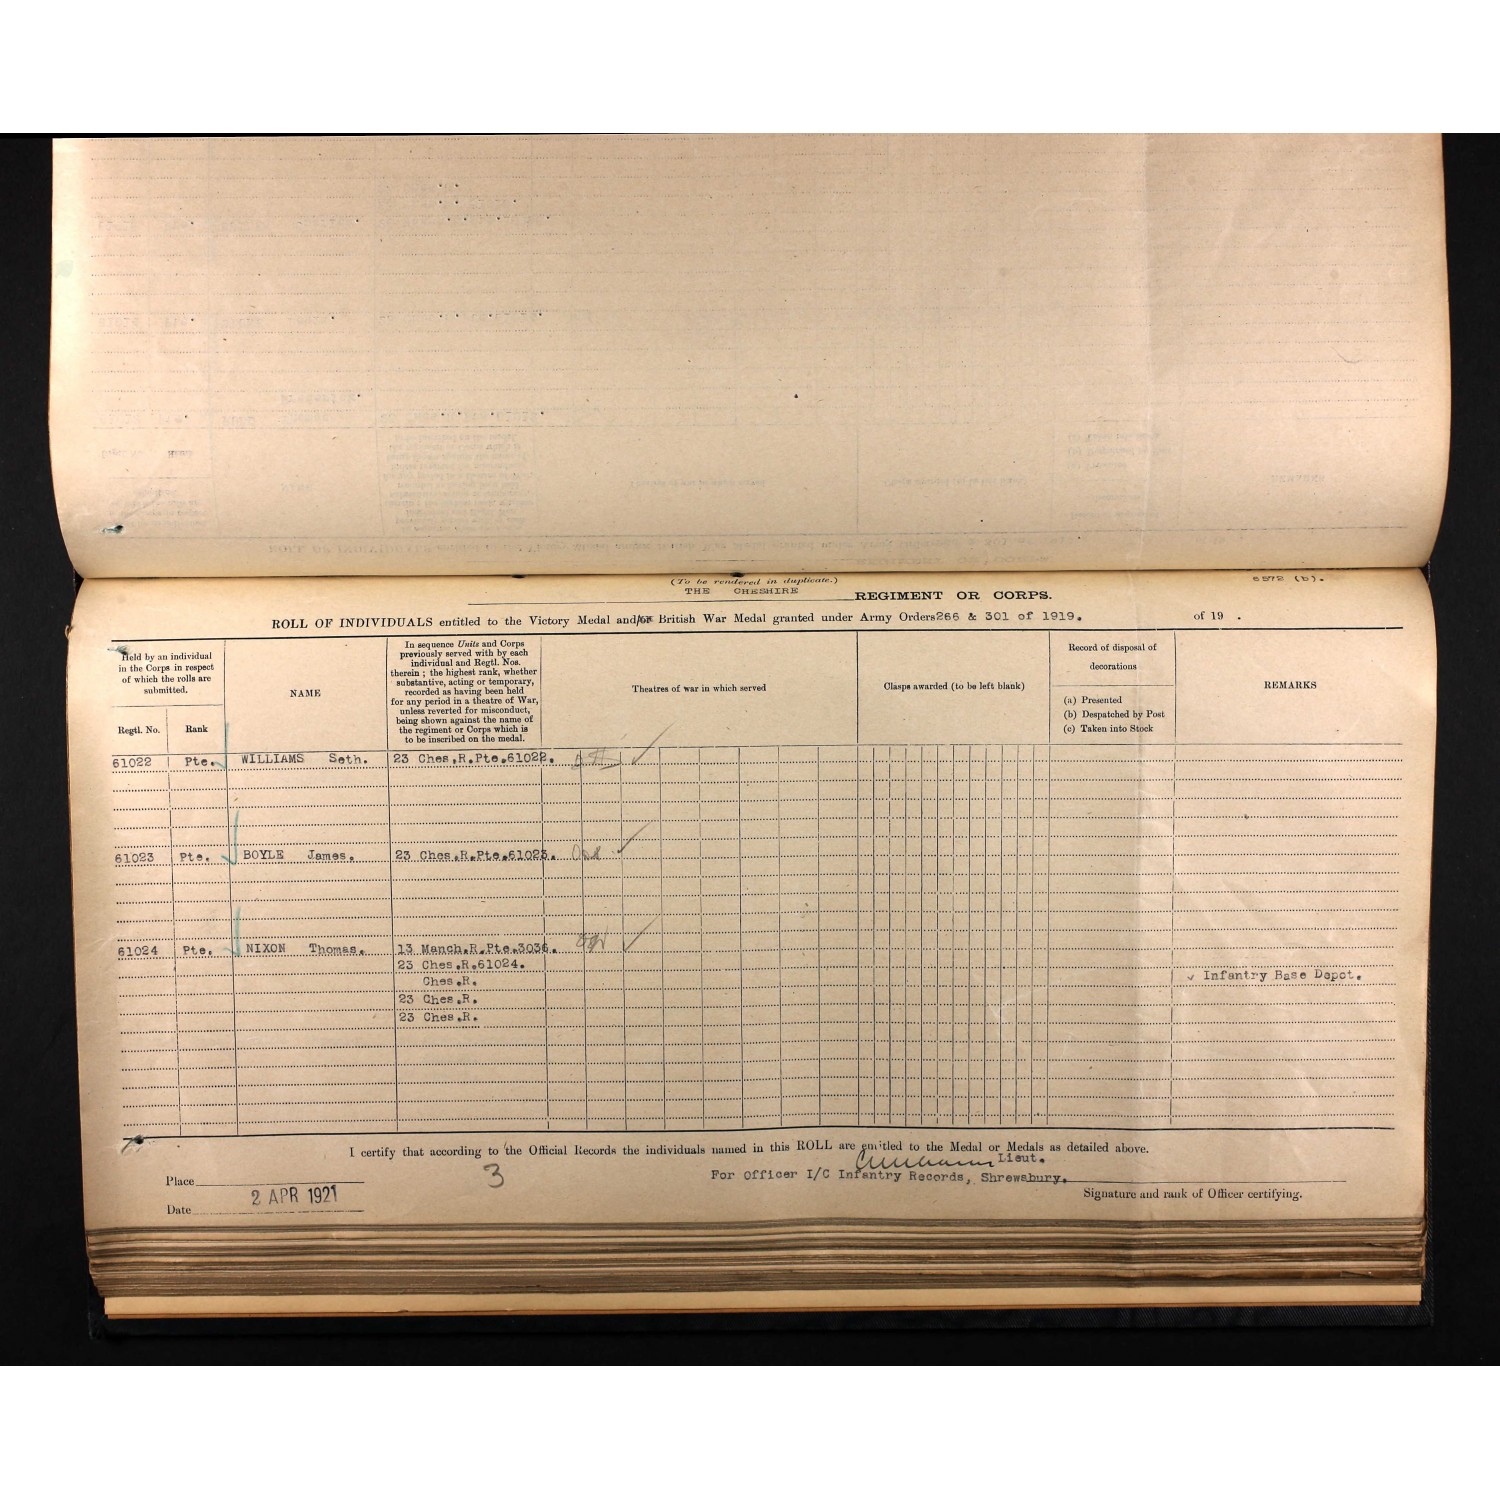 6572 (b).
(To be rendered in duplicate.)
THE CHESHIRE REGIMENT OR CORPS.
ROLL OF INDIVIDUALS entitled to the Victory Medal and/or British War Medal granted under Army Orders 266 & 301 of 1919. of 19 .
Held by an individual
in the Corps in respect
of which the rolls are
submitted.
Regtl. No. Rank
NAME
In sequence Units and Corps
previously served with by each
individual and Regtl. Nos.
therein ; the highest rank, whether
substantive, acting or temporary,
recorded as having been held
for any period in a theatre of War,
unless reverted for misconduct,
being shown against the name of
the regiment or Corps which is
to be inscribed on the medal.
Theatres of war in which served
Clasps awarded (to be left blank)
Record of disposal of
decorations
(a) Presented
(b) Despatched by Post
(c) Taken into Stock
REMARKS
61022 Pte. WILLIAMS Seth. 23 Ches.R.Pte.61022.
61023 Pte. BOYLE James. 23 Ches.R.Pte.61023.
61024 Pte. NIXON Thomas. 13 Manch.R.Pte.3036.
23 Ches.R.61024.
Ches.R. Infantry Base Depot.
23 Ches.R.
23 Ches.R.
I certify that according to the Official Records the individuals named in this ROLL are entitled to the Medal or Medals as detailed above.
Lieut.
Place 3 For Officer I/C Infantry Records, Shrewsbury.
2 APR 1921 Signature and rank of Officer certifying.
Date